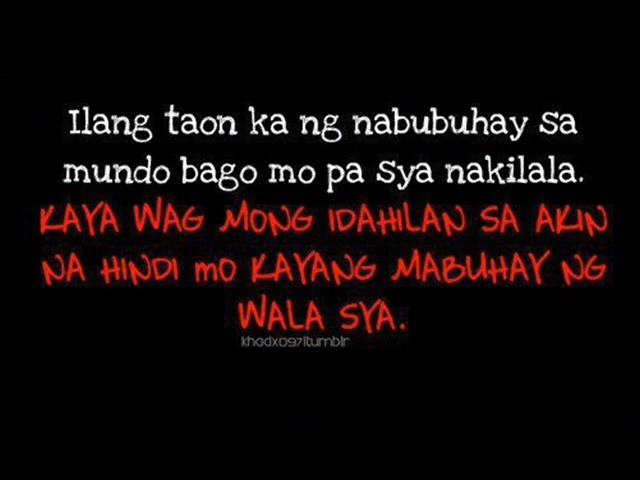 Ilang taon ka ng nabubuhay sa
mundo bago mo pa sya nakilala.
KAYA WAG MONG IDAHILAN SA AKIN
NA HINDI mo KAYANG MABUHAY NG
WALA SYA.
khadxo97|tumblr